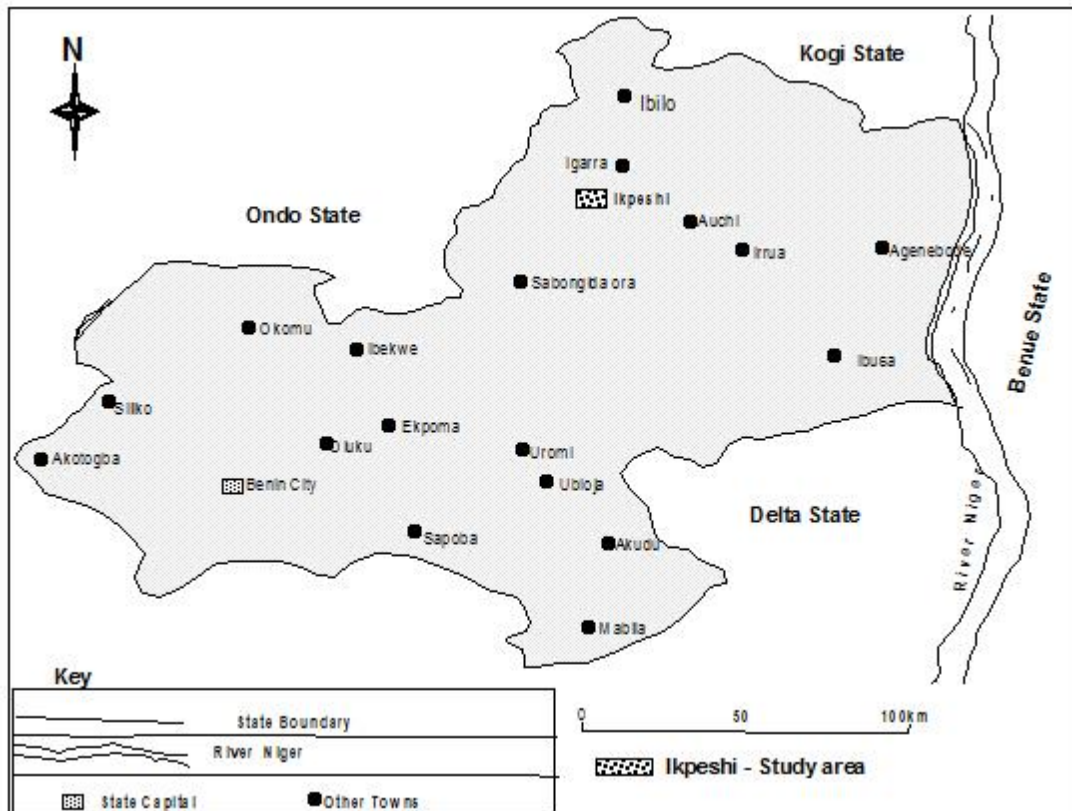 N
Kogi State
Ibilo
Igarra
Ikpeshi
Ondo State
Auchi
Irrua
Agenebode
Sabongida ora
Okomu
Ibekwe
Ibusa
Benue State
Siliko
Ekpoma
Oluku
Uromi
Akotogba
Benin City
Ubioja
Delta State
Sapoba
Akudu
River Niger
Mabila
Key
State Boundary
River Niger
State Capital
Other Towns
0 50 100km
Ikpeshi - Study area